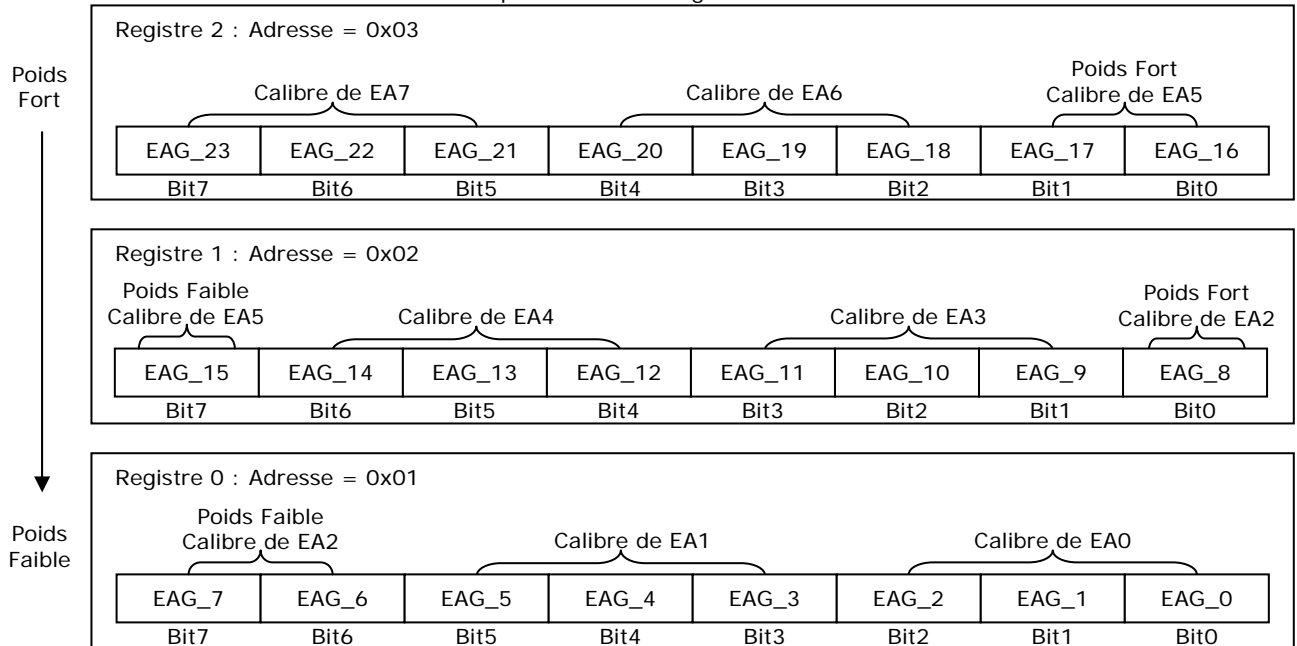 Registre 2 : Adresse = 0x03
Poids
Fort
Calibre de EA7
Calibre de EA6
Poids Fort
Calibre de EA5
EAG_23 EAG_22 EAG_21 EAG_20 EAG_19 EAG_18 EAG_17 EAG_16
Bit7 Bit6 Bit5 Bit4 Bit3 Bit2 Bit1 Bit0
Registre 1 : Adresse = 0x02
Poids Faible
Calibre de EA5
Calibre de EA4
Calibre de EA3
Poids Fort
Calibre de EA2
EAG_15 EAG_14 EAG_13 EAG_12 EAG_11 EAG_10 EAG_9 EAG_8
Bit7 Bit6 Bit5 Bit4 Bit3 Bit2 Bit1 Bit0
Registre 0 : Adresse = 0x01
Poids
Faible
Poids Faible
Calibre de EA2
Calibre de EA1
Calibre de EA0
EAG_7 EAG_6 EAG_5 EAG_4 EAG_3 EAG_2 EAG_1 EAG_0
Bit7 Bit6 Bit5 Bit4 Bit3 Bit2 Bit1 Bit0